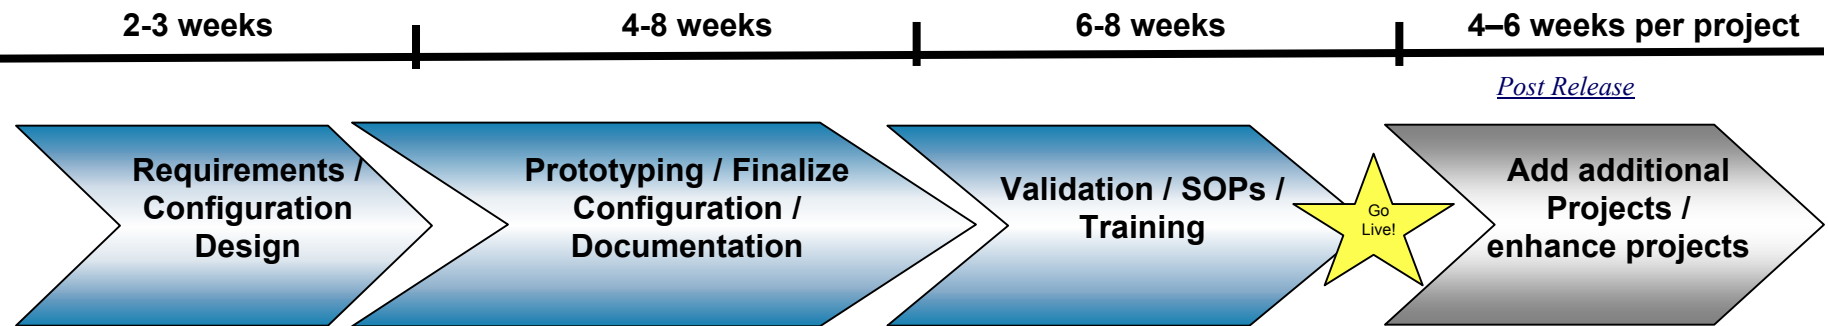 2-3 weeks
4-8 weeks
6-8 weeks
4–6 weeks per project
Post Release
Requirements /
Configuration
Design
Prototyping / Finalize
Configuration /
Documentation
Validation / SOPs /
Training
Go
Live!
Add additional
Projects /
enhance projects